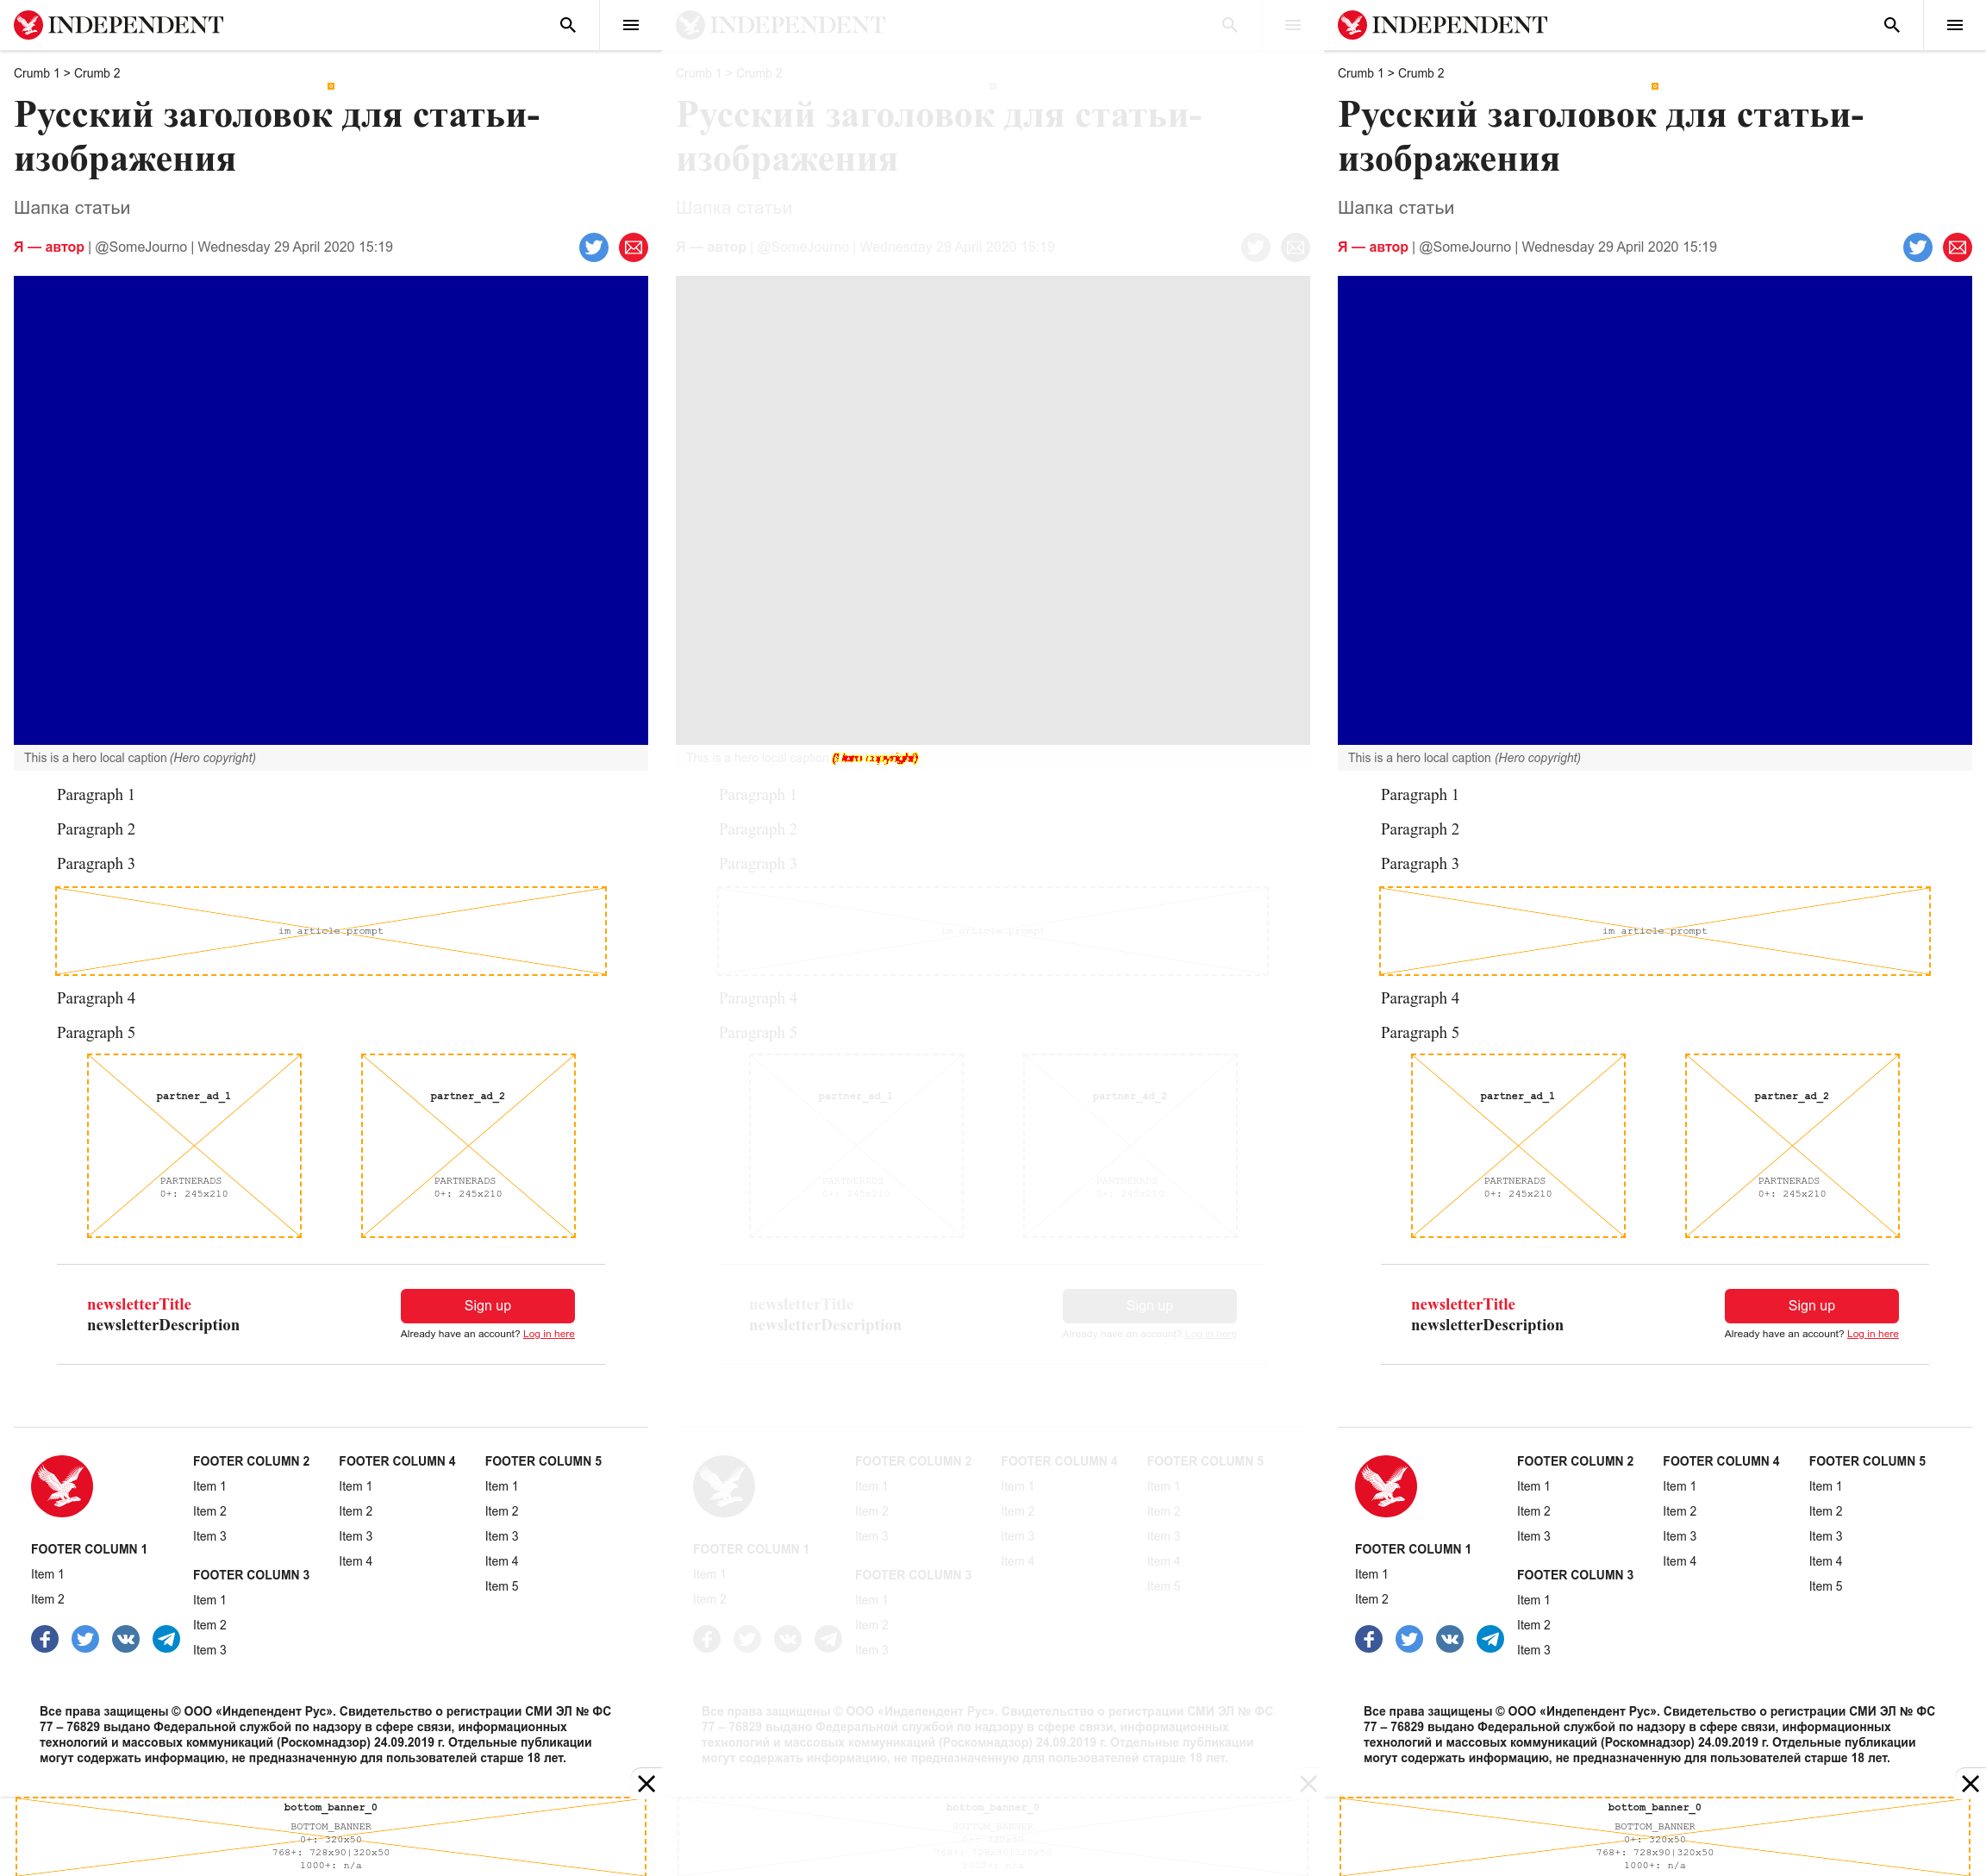 INDEPENDENT
Crumb 1 > Crumb 2
Русский заголовок для статьи-
изображения
Шапка статьи
Я — автор | @SomeJourno | Wednesday 29 April 2020 15:19
This is a hero local caption (Hero copyright)
Paragraph 1
Paragraph 2
Paragraph 3
im article prompt
Paragraph 4
Paragraph 5
partner_ad_1
PARTNERADS
0+: 245x210
partner_ad_2
PARTNERADS
0+: 245x210
newsletterTitle
newsletterDescription
Sign up
Already have an account? Log in here
FOOTER COLUMN 1
Item 1
Item 2
FOOTER COLUMN 2
Item 1
Item 2
Item 3
FOOTER COLUMN 3
Item 1
Item 2
Item 3
FOOTER COLUMN 4
Item 1
Item 2
Item 3
Item 4
FOOTER COLUMN 5
Item 1
Item 2
Item 3
Item 4
Item 5
Все права защищены © ООО «Индепендент Рус». Свидетельство о регистрации СМИ ЭЛ № ФС
77 – 76829 выдано Федеральной службой по надзору в сфере связи, информационных
технологий и массовых коммуникаций (Роскомнадзор) 24.09.2019 г. Отдельные публикации
могут содержать информацию, не предназначенную для пользователей старше 18 лет.
bottom_banner_0
BOTTOM_BANNER
0+: 320x50
768+: 728x90|320x50
1000+: n/a
INDEPENDENT
Crumb 1 > Crumb 2
Русский заголовок для статьи-
изображения
Шапка статьи
Я — автор | @SomeJourno | Wednesday 29 April 2020 15:19
This is a hero local caption
Paragraph 1
Paragraph 2
Paragraph 3
im article prompt
Paragraph 4
Paragraph 5
partner_ad_1
PARTNERADS
0+: 245x210
partner_ad_2
PARTNERADS
0+: 245x210
newsletterTitle
newsletterDescription
Sign up
Already have an account? Log in here
FOOTER COLUMN 1
Item 1
Item 2
FOOTER COLUMN 2
Item 1
Item 2
Item 3
FOOTER COLUMN 3
Item 1
Item 2
Item 3
FOOTER COLUMN 4
Item 1
Item 2
Item 3
Item 4
FOOTER COLUMN 5
Item 1
Item 2
Item 3
Item 4
Item 5
Все права защищены © ООО «Индепендент Рус». Свидетельство о регистрации СМИ ЭЛ № ФС
77 – 76829 выдано Федеральной службой по надзору в сфере связи, информационных
технологий и массовых коммуникаций (Роскомнадзор) 24.09.2019 г. Отдельные публикации
могут содержать информацию, не предназначенную для пользователей старше 18 лет.
bottom_banner_0
BOTTOM_BANNER
0+: 320x50
768+: 728x90|320x50
1000+: n/a
INDEPENDENT
Crumb 1 > Crumb 2
Русский заголовок для статьи-
изображения
Шапка статьи
Я — автор | @SomeJourno | Wednesday 29 April 2020 15:19
This is a hero local caption (Hero copyright)
Paragraph 1
Paragraph 2
Paragraph 3
im article prompt
Paragraph 4
Paragraph 5
partner_ad_1
PARTNERADS
0+: 245x210
partner_ad_2
PARTNERADS
0+: 245x210
newsletterTitle
newsletterDescription
Sign up
Already have an account? Log in here
FOOTER COLUMN 1
Item 1
Item 2
FOOTER COLUMN 2
Item 1
Item 2
Item 3
FOOTER COLUMN 3
Item 1
Item 2
Item 3
FOOTER COLUMN 4
Item 1
Item 2
Item 3
Item 4
FOOTER COLUMN 5
Item 1
Item 2
Item 3
Item 4
Item 5
Все права защищены © ООО «Индепендент Рус». Свидетельство о регистрации СМИ ЭЛ № ФС
77 – 76829 выдано Федеральной службой по надзору в сфере связи, информационных
технологий и массовых коммуникаций (Роскомнадзор) 24.09.2019 г. Отдельные публикации
могут содержать информацию, не предназначенную для пользователей старше 18 лет.
bottom_banner_0
BOTTOM_BANNER
0+: 320x50
768+: 728x90|320x50
1000+: n/a